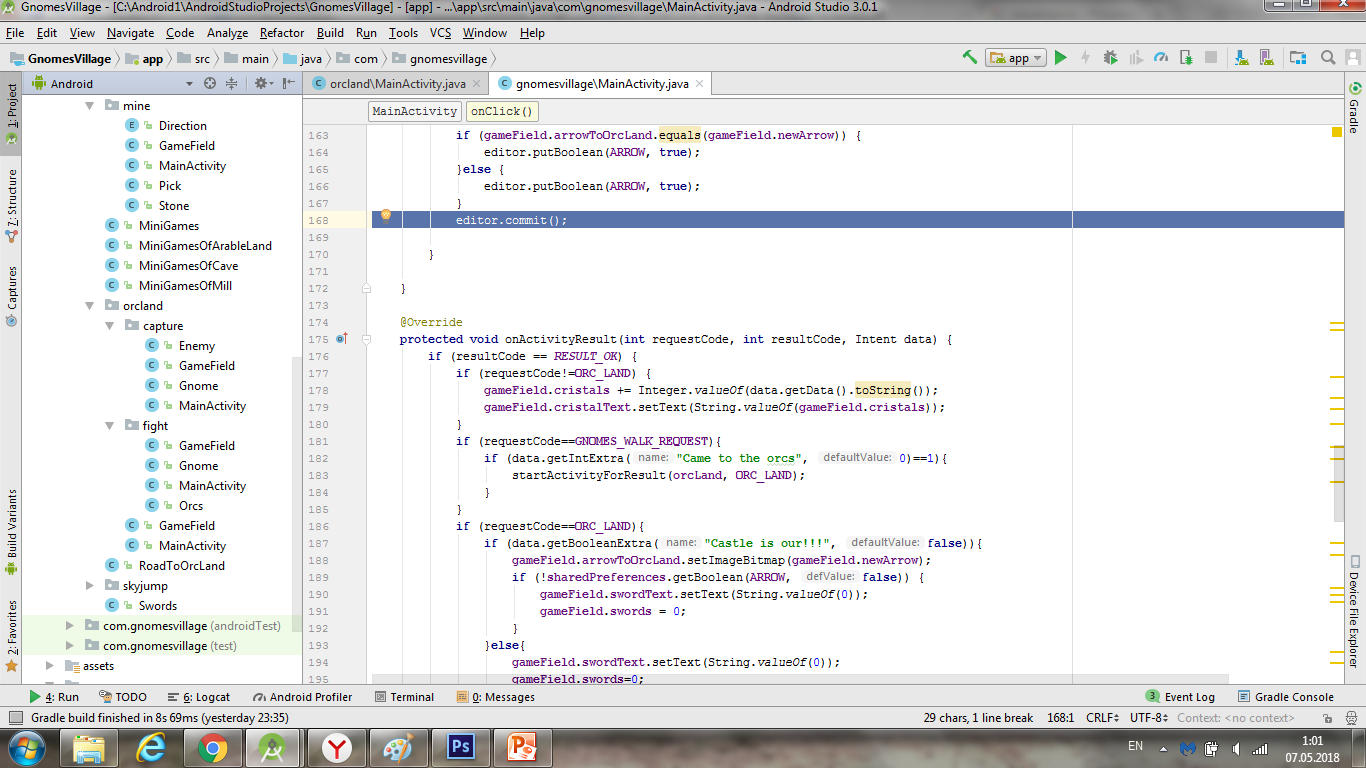 GnomesVillage - [C:\Android1\AndroidStudioProjects\GnomesVillage] - [app] - ...\app\src\main\java\com\gnomesvillage\MainActivity.java - Android Studio 3.0.1
File Edit View Navigate Code Analyze Refactor Build Run Tools VCS Window Help
GnomesVillage app src main java com gnomesvillage app
1: Project
7: Structure
Captures
Build Variants
2: Favorites
Android
mine
E Direction
C GameField
C MainActivity
C Pick
C Stone
C MiniGames
C MiniGamesOfArableLand
C MiniGamesOfCave
C MiniGamesOfMill
orcland
capture
C Enemy
C GameField
C Gnome
C MainActivity
fight
C GameField
C Gnome
C MainActivity
C Orcs
C GameField
C MainActivity
C RoadToOrcLand
skyjump
C Swords
com.gnomesvillage (androidTest)
com.gnomesvillage (test)
assets
C orcland\MainActivity.java C gnomesvillage\MainActivity.java
MainActivity onClick()
163 if (gameField.arrowToOrcLand.equals(gameField.newArrow)) {
164 editor.putBoolean(ARROW, true);
165 }else {
166 editor.putBoolean(ARROW, true);
167 }
168 editor.commit();
169
170 }
171
172 }
173
174 @Override
175 protected void onActivityResult(int requestCode, int resultCode, Intent data) {
176 if (resultCode == RESULT_OK) {
177 if (requestCode!=ORC_LAND) {
178 gameField.cristals += Integer.valueOf(data.getData().toString());
179 gameField.cristalText.setText(String.valueOf(gameField.cristals));
180 }
181 if (requestCode==GNOMES_WALK_REQUEST){
182 if (data.getIntExtra( name: "Came to the orcs", defaultValue: 0)==1){
183 startActivityForResult(orcLand, ORC_LAND);
184 }
185 }
186 if (requestCode==ORC_LAND){
187 if (data.getBooleanExtra( name: "Castle is our!!!", defaultValue: false)){
188 gameField.arrowToOrcLand.setImageBitmap(gameField.newArrow);
189 if (!sharedPreferences.getBoolean(ARROW, defValue: false)) {
190 gameField.swordText.setText(String.valueOf(0));
191 gameField.swords = 0;
192 }
193 }else{
194 gameField.swordText.setText(String.valueOf(0));
195 gameField.swords=0;
Gradle
Device File Explorer
4: Run TODO 6: Logcat Android Profiler Terminal 0: Messages 3 Event Log Gradle Console
Gradle build finished in 8s 69ms (yesterday 23:35) 29 chars, 1 line break 168:1 CRLF UTF-8 Context: <no context>
Ps P EN 1:01
07.05.2018